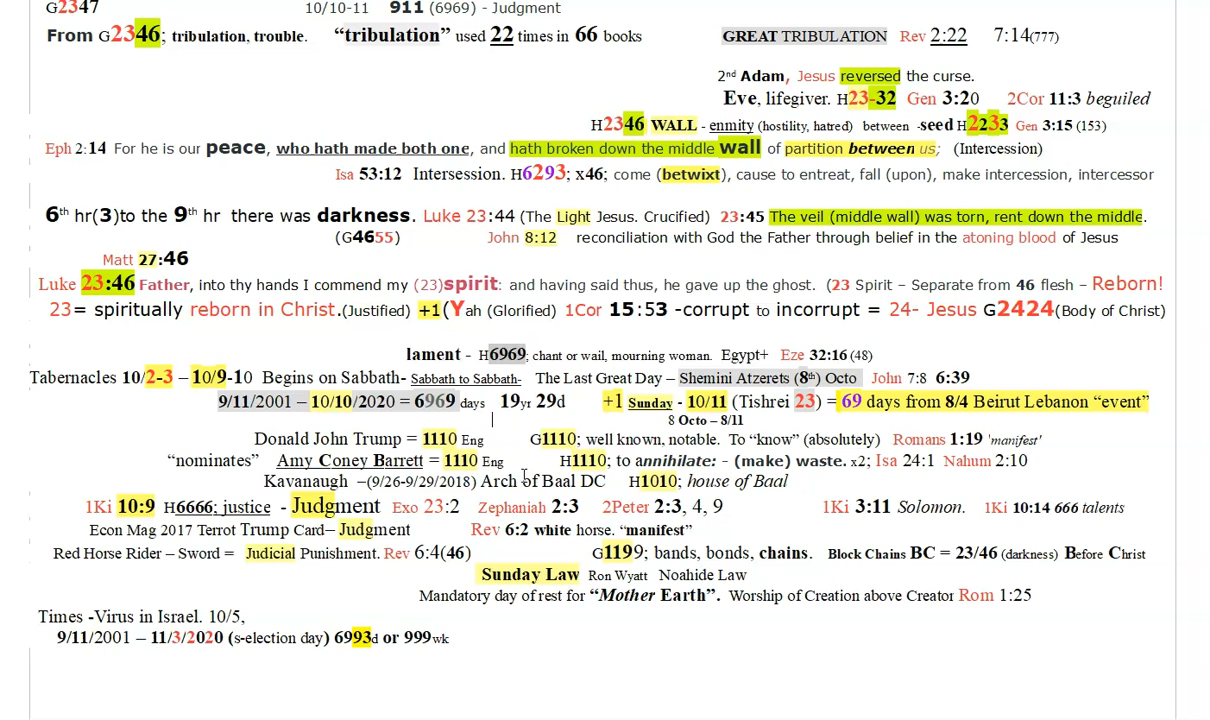 G2347 10/10-11 911 (6969) - Judgment
From G2346; tribulation, trouble. “tribulation” used 22 times in 66 books GREAT TRIBULATION Rev 2:22 7:14(777)
2nd Adam, Jesus reversed the curse.
Eve, lifegiver. H23-32 Gen 3:20 2Cor 11:3 beguiled
H2346 WALL - enmity (hostility, hatred) between -seed H2233 Gen 3:15 (153)
Eph 2:14 For he is our peace, who hath made both one, and hath broken down the middle wall of partition between us; (Intercession)
Isa 53:12 Intersession. H6293; x46; come (betwixt), cause to entreat, fall (upon), make intercession, intercessor
6th hr(3)to the 9th hr there was darkness. Luke 23:44 (The Light Jesus. Crucified) 23:45 The veil (middle wall) was torn, rent down the middle.
(G4655) John 8:12 reconciliation with God the Father through belief in the atoning blood of Jesus
Matt 27:46
Luke 23:46 Father, into thy hands I commend my (23)spirit: and having said thus, he gave up the ghost. (23 Spirit – Separate from 46 flesh – Reborn!
23= spiritually reborn in Christ.(Justified) +1(Yah (Glorified) 1Cor 15:53 -corrupt to incorrupt = 24- Jesus G2424(Body of Christ)
lament - H6969; chant or wail, mourning woman. Egypt+ Eze 32:16 (48)
Tabernacles 10/2-3 – 10/9-10 Begins on Sabbath- Sabbath to Sabbath- The Last Great Day – Shemini Atzerets (8th) Octo John 7:8 6:39
9/11/2001 – 10/10/2020 = 6969 days 19yr 29d +1 Sunday - 10/11 (Tishrei 23) = 69 days from 8/4 Beirut Lebanon “event”
8 Octo – 8/11
Donald John Trump = 1110 Eng G1110; well known, notable. To “know” (absolutely) Romans 1:19 'manifest'
“nominates” Amy Coney Barrett = 1110 Eng H1110; to annihilate: - (make) waste. x2; Isa 24:1 Nahum 2:10
Kavanaugh –(9/26-9/29/2018) Arch of Baal DC H1010; house of Baal
1Ki 10:9 H6666; justice - Judgment Exo 23:2 Zephaniah 2:3 2Peter 2:3, 4, 9 1Ki 3:11 Solomon. 1Ki 10:14 666 talents
Econ Mag 2017 Terrot Trump Card– Judgment Rev 6:2 white horse. “manifest”
Red Horse Rider – Sword = Judicial Punishment. Rev 6:4(46) G1199; bands, bonds, chains. Block Chains BC = 23/46 (darkness) Before Christ
Sunday Law Ron Wyatt Noahide Law
Mandatory day of rest for “Mother Earth”. Worship of Creation above Creator Rom 1:25
Times -Virus in Israel. 10/5,
9/11/2001 – 11/3/2020 (s-election day) 6993d or 999wk